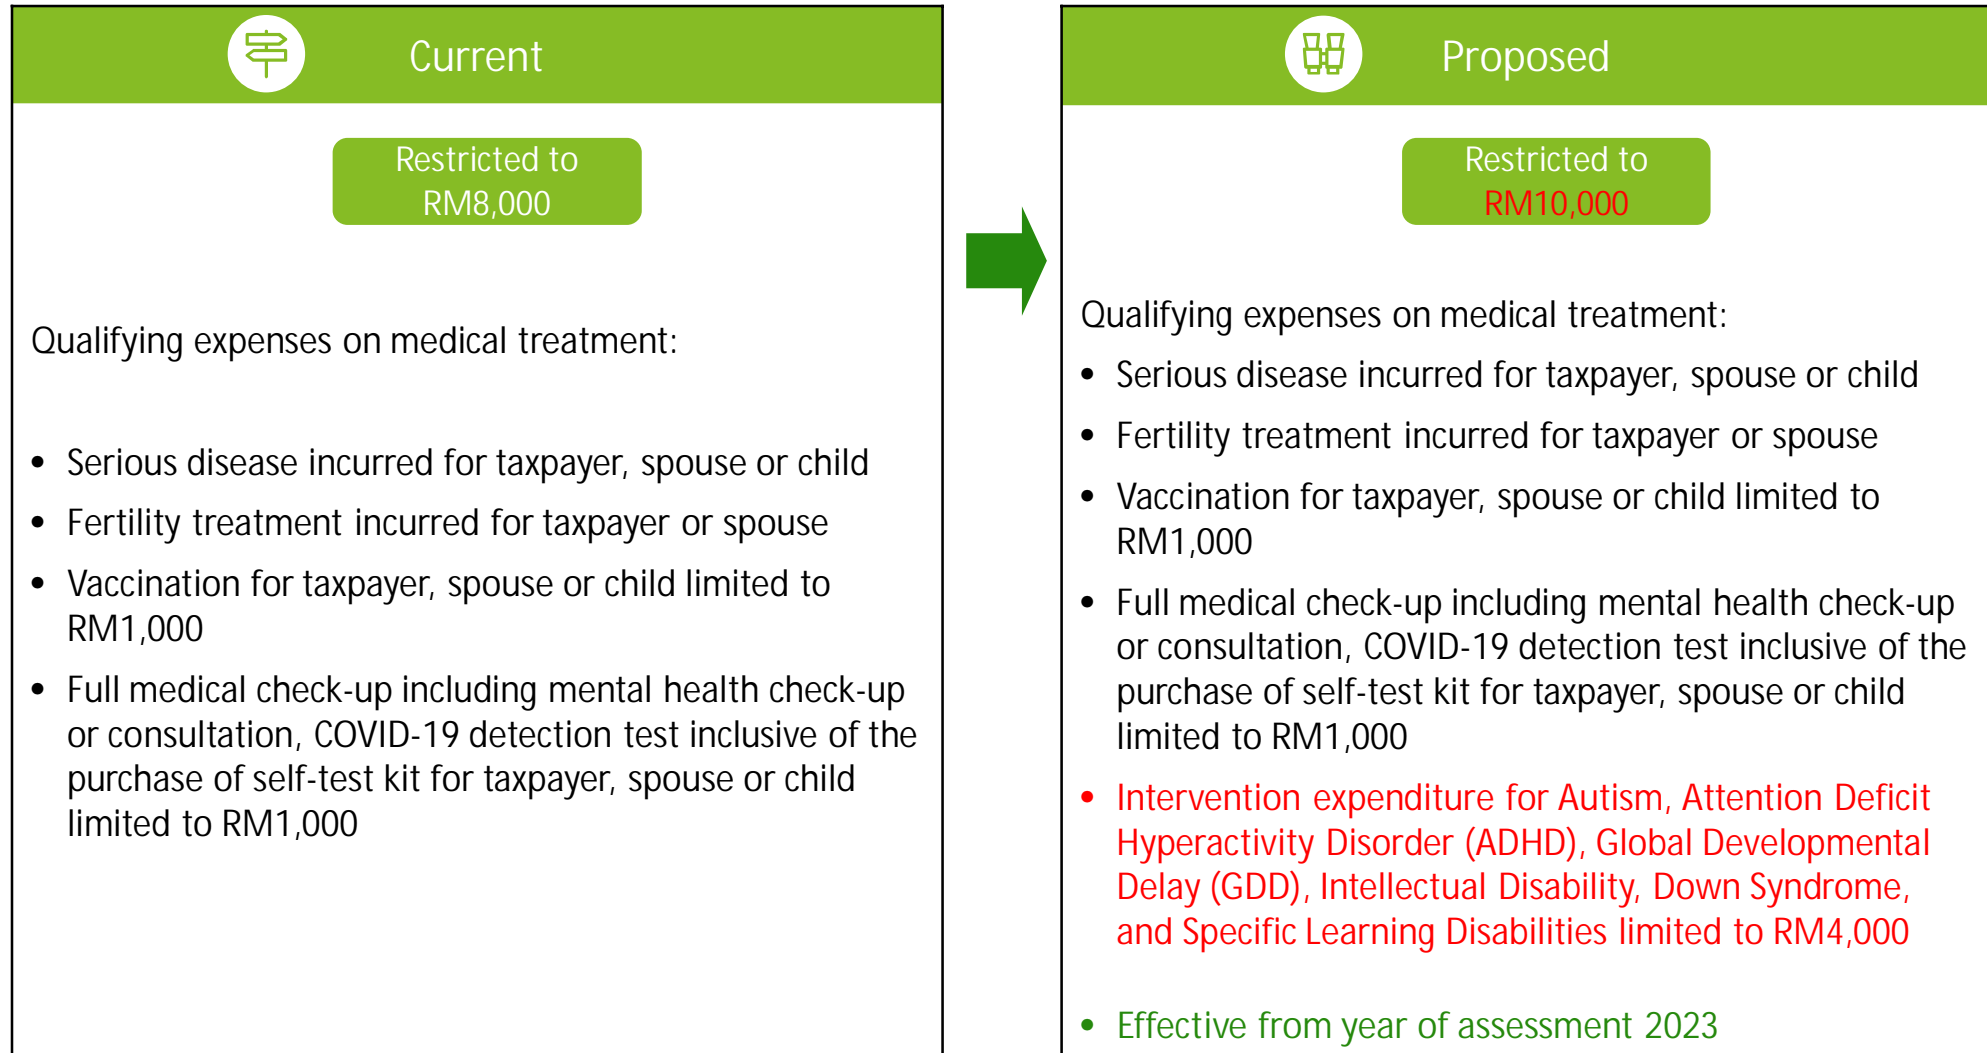 Current
Restricted to
RM8,000
Qualifying expenses on medical treatment:
• Serious disease incurred for taxpayer, spouse or child
• Fertility treatment incurred for taxpayer or spouse
• Vaccination for taxpayer, spouse or child limited to
RM1,000
• Full medical check-up including mental health check-up
or consultation, COVID-19 detection test inclusive of the
purchase of self-test kit for taxpayer, spouse or child
limited to RM1,000
Proposed
Restricted to
RM10,000
Qualifying expenses on medical treatment:
• Serious disease incurred for taxpayer, spouse or child
• Fertility treatment incurred for taxpayer or spouse
• Vaccination for taxpayer, spouse or child limited to
RM1,000
• Full medical check-up including mental health check-up
or consultation, COVID-19 detection test inclusive of the
purchase of self-test kit for taxpayer, spouse or child
limited to RM1,000
• Intervention expenditure for Autism, Attention Deficit
Hyperactivity Disorder (ADHD), Global Developmental
Delay (GDD), Intellectual Disability, Down Syndrome,
and Specific Learning Disabilities limited to RM4,000
• Effective from year of assessment 2023